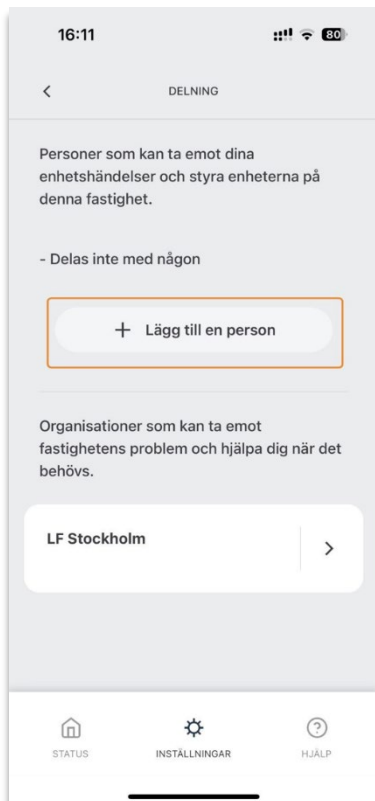 16:11
80
DELNING
Personer som kan ta emot dina
enhetshändelser och styra enheterna på
denna fastighet.
- Delas inte med någon
+ Lägg till en person
Organisationer som kan ta emot
fastighetens problem och hjälpa dig när det
behövs.
LF Stockholm
STATUS
INSTÄLLNINGAR
HJÄLP